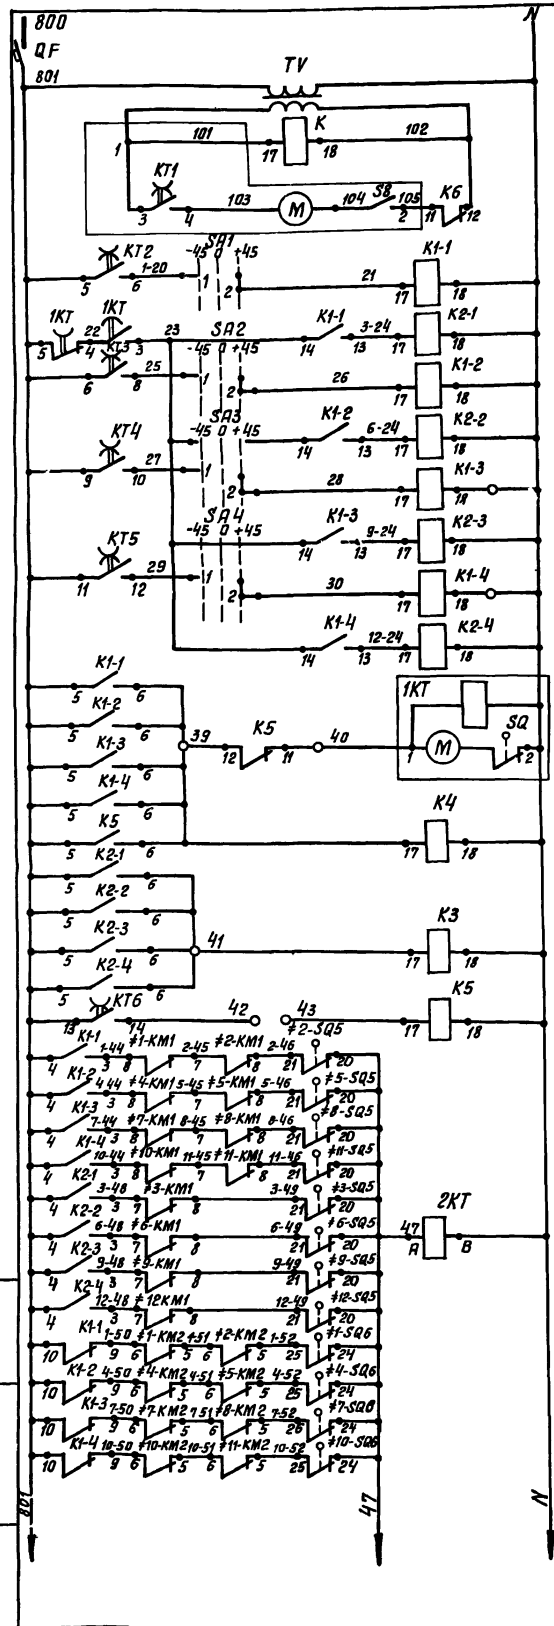 800
N
QF
801
TV
101
K
102
1
17
18
KT1
103
104
S8
105
K6
3
4
M
2
11
12
KT2
1-20
SA1
-45 0 +45
K1-1
5
6
1
2
21
17
18
1KT
22
1KT
23
SA2
K1-1
3-24
K2-1
5
4
KT3
3
-45 0 +45
14
13
17
18
25
26
K1-2
6
8
1
2
17
18
SA3
K1-2
6-24
K2-2
KT4
-45 0 +45
14
13
17
18
27
28
K1-3
9
10
1
2
17
18
SA4
K1-3
9-24
K2-3
KT5
-45 0 +45
14
13
17
18
29
30
K1-4
11
12
1
2
17
18
K1-4
12-24
K2-4
14
13
17
18
K1-1
1KT
5
6
K1-2
39
K5
40
SQ
5
6
12
11
1
M
2
K1-3
5
6
K1-4
5
6
K5
K4
5
6
17
18
K2-1
5
6
K2-2
5
6
K2-3
41
K3
5
6
17
18
K2-4
5
6
KT6
42
43
K5
13
14
17
18
K1-1
1-44
#1-KM1
2-45
#2-KM1
2-46
#2-SQ5
4
3
8
7
8
21
20
K1-2
4-44
#4-KM1
5-45
#5-KM1
5-46
#5-SQ5
4
3
8
7
8
21
20
K1-3
7-44
#7-KM1
8-45
#8-KM1
8-46
#8-SQ5
4
3
8
7
8
21
20
K1-4
10-44
#10-KM1
11-45
#11-KM1
11-46
#11-SQ5
4
3
8
7
8
21
20
K2-1
3-48
#3-KM1
3-49
#3-SQ5
4
3
7
8
21
20
K2-2
6-48
#6-KM1
6-49
#6-SQ5
47
2KT
4
3
7
8
21
20
A
B
K2-3
9-48
#9-KM1
9-49
#9-SQ5
4
3
7
8
21
20
K2-4
12-48
#12KM1
12-49
#12-SQ5
4
3
7
8
21
20
K1-1
1-50
#1-KM2
1-51
#2-KM2
1-52
#1-SQ6
10
9
6
5
6
5
25
24
K1-2
4-50
#4-KM2
4-51
#5-KM2
4-52
#4-SQ6
10
9
6
5
6
5
25
24
K1-3
7-50
#7-KM2
7-51
#8-KM2
7-52
#7-SQ6
10
9
6
5
6
5
26
24
K1-4
10-50
#10-KM2
10-51
#11-KM2
10-52
#10-SQ6
10
9
6
5
6
5
25
24
801
47
N